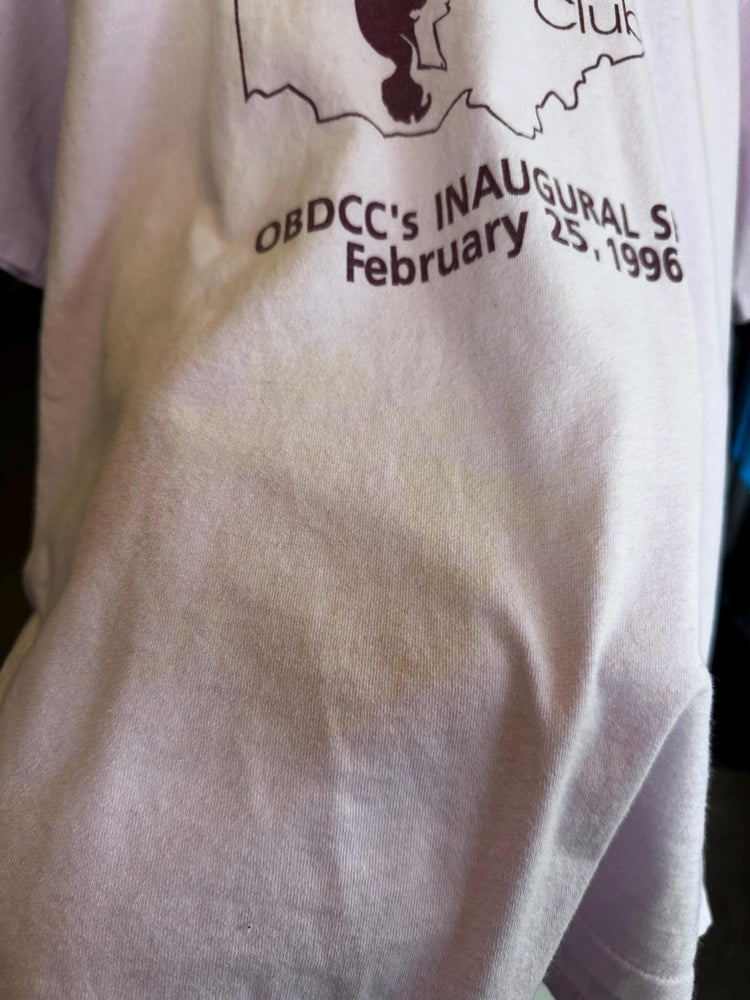 Club
OBDCC's INAUGURAL
February 25, 1996